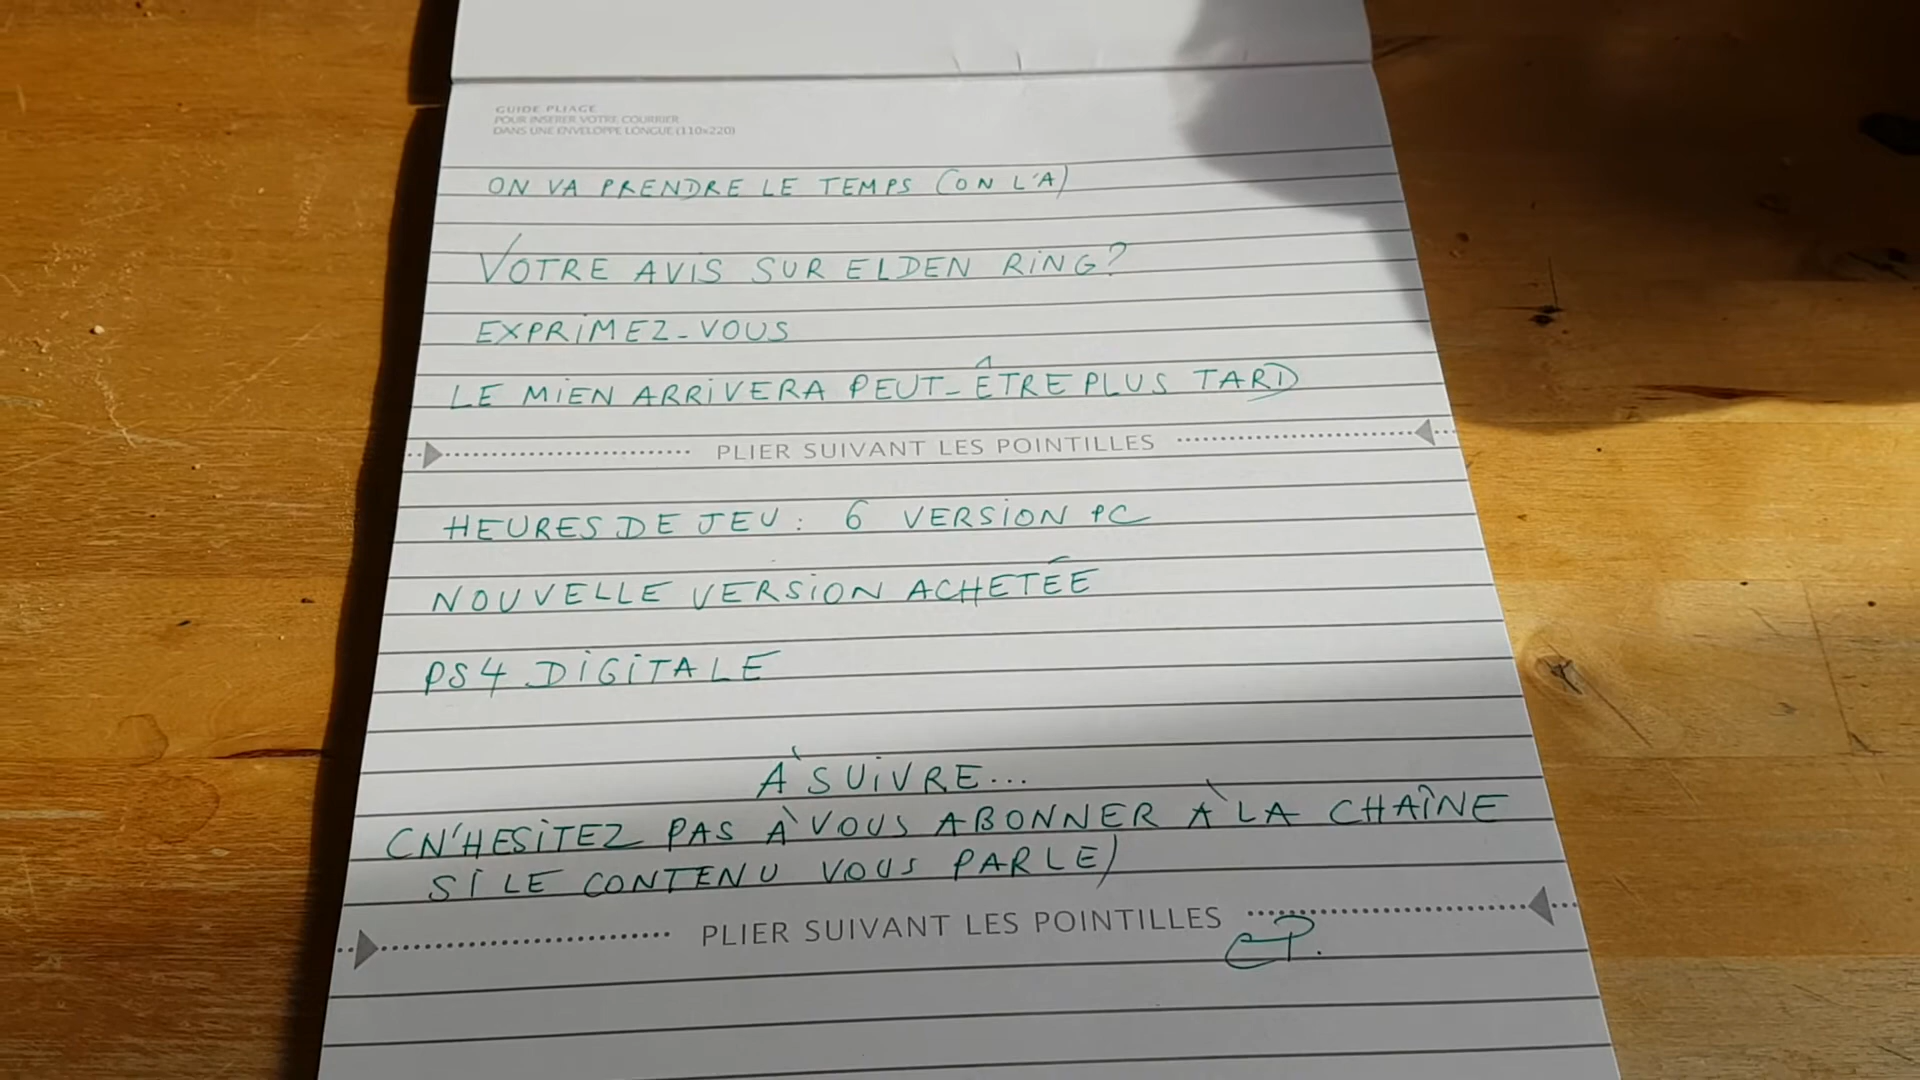 GUIDE PLIAGE
POUR INSERER VOTRE COURRIER
DANS UNE ENVELOPPE LONGUE (110x220)
ON VA PRENDRE LE TEMPS (ON L'A)
VOTRE AVIS SUR ELDEN RING?
EXPRIMEZ-VOUS
LE MIEN ARRIVERA PEUT-ÊTRE PLUS TARD
PLIER SUIVANT LES POINTILLES
HEURES DE JEU : 6 VERSION PC
NOUVELLE VERSION ACHETÉE
PS4 DIGITALE
À SUIVRE...
(N'HESITEZ PAS À VOUS ABONNER À LA CHAÎNE
SI LE CONTENU VOUS PARLE)
PLIER SUIVANT LES POINTILLES
CP.